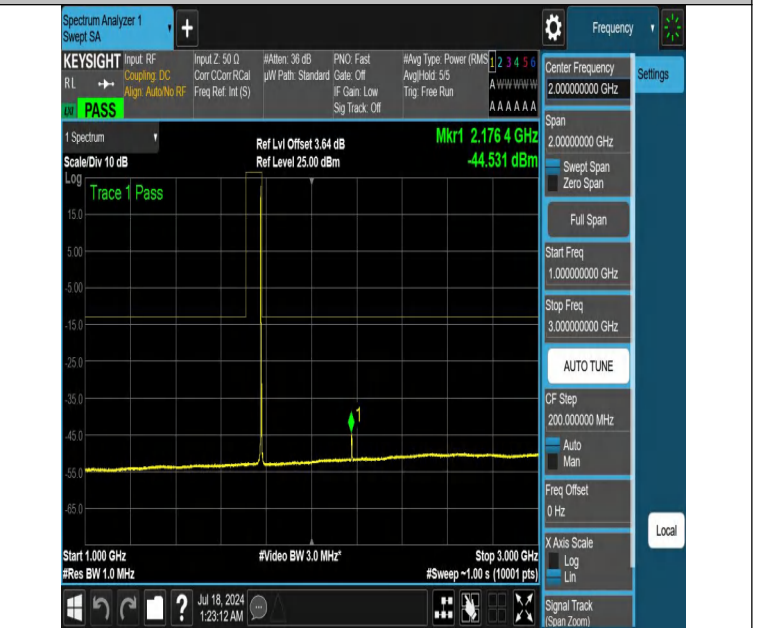 Spectrum Analyzer 1
Swept SA
+
Frequency
KEYSIGHT
RL
PASS
Input: RF
Coupling: DC
Align: Auto/No RF
Input Z: 50 Ω
Corr CCorr RCal
Freq Ref: Int (S)
#Atten: 36 dB
µW Path: Standard
PNO: Fast
Gate: Off
IF Gain: Low
Sig Track: Off
#Avg Type: Power (RMS
Avg|Hold: 5/5
Trig: Free Run
1 2 3 4 5 6
A W W W W W
A A A A A A
Center Frequency
2.000000000 GHz
Settings
Span
2.00000000 GHz
Swept Span
Zero Span
Full Span
Start Freq
1.000000000 GHz
Stop Freq
3.000000000 GHz
AUTO TUNE
CF Step
200.000000 MHz
Auto
Man
Freq Offset
0 Hz
X Axis Scale
Log
Lin
Signal Track
(Span Zoom)
Local
1 Spectrum
Scale/Div 10 dB
Ref Lvl Offset 3.64 dB
Ref Level 25.00 dBm
Mkr1 2.176 4 GHz
-44.531 dBm
Log
Trace 1 Pass
15.0
5.00
-5.00
-15.0
-25.0
-35.0
-45.0
-55.0
-65.0
1
Start 1.000 GHz
#Res BW 1.0 MHz
#Video BW 3.0 MHz*
Stop 3.000 GHz
#Sweep ~1.00 s (10001 pts)
?
Jul 18, 2024
1:23:12 AM